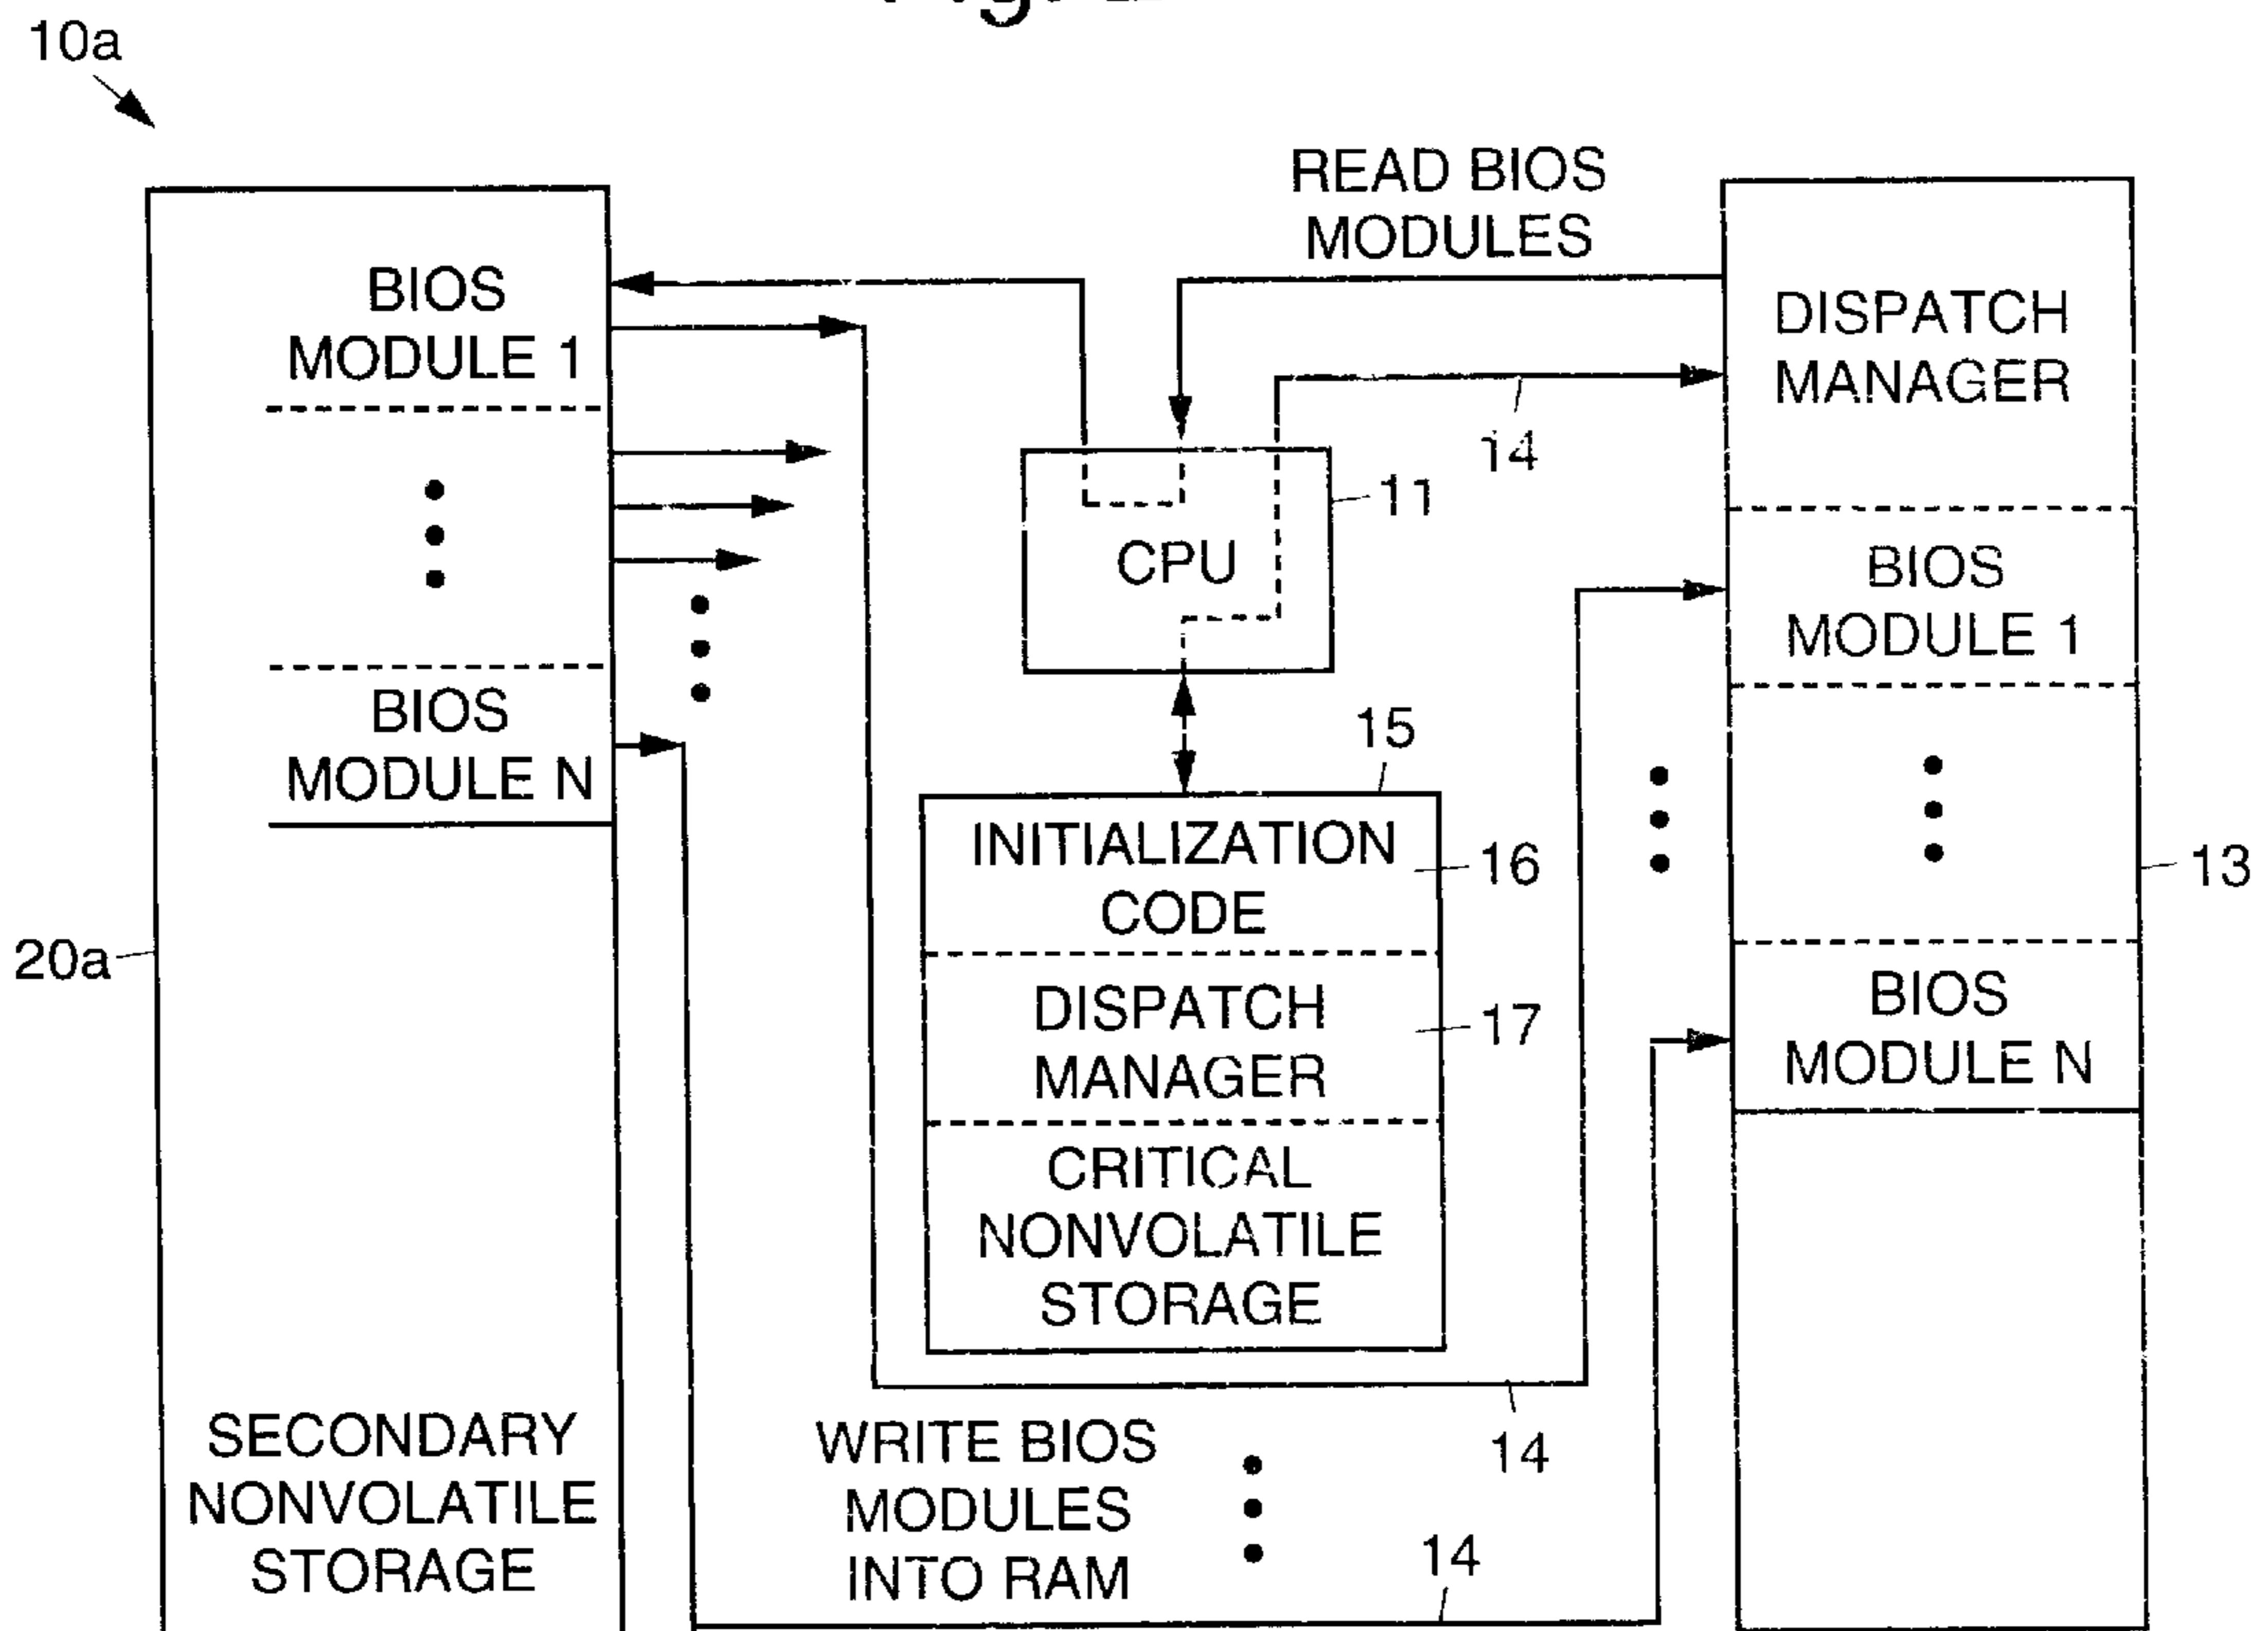 10a
READ BIOS
MODULES
BIOS
MODULE 1
DISPATCH
MANAGER
14
11
CPU
BIOS
MODULE 1
BIOS
MODULE N
15
INITIALIZATION
CODE
16
13
20a
DISPATCH
MANAGER
17
BIOS
MODULE N
CRITICAL
NONVOLATILE
STORAGE
SECONDARY
NONVOLATILE
STORAGE
WRITE BIOS
MODULES
INTO RAM
14
14